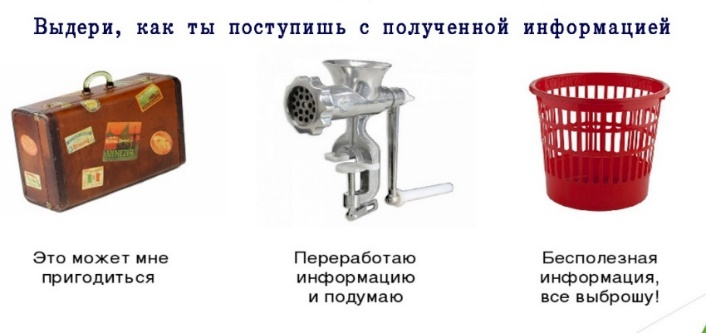 Выдери, как ты поступишь с полученной информацией
Это может мне
пригодиться
Переработаю
информацию
и подумаю
Бесполезная
информация,
все выброшу!